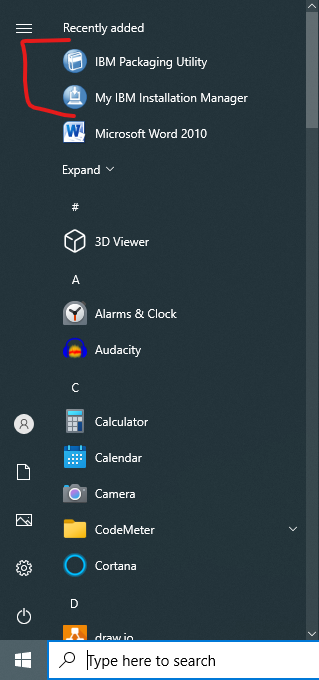 Recently added
IBM Packaging Utility
My IBM Installation Manager
Microsoft Word 2010
Expand
#
3D Viewer
A
Alarms & Clock
Audacity
C
Calculator
Calendar
Camera
CodeMeter
Cortana
D
draw.io
Type here to search